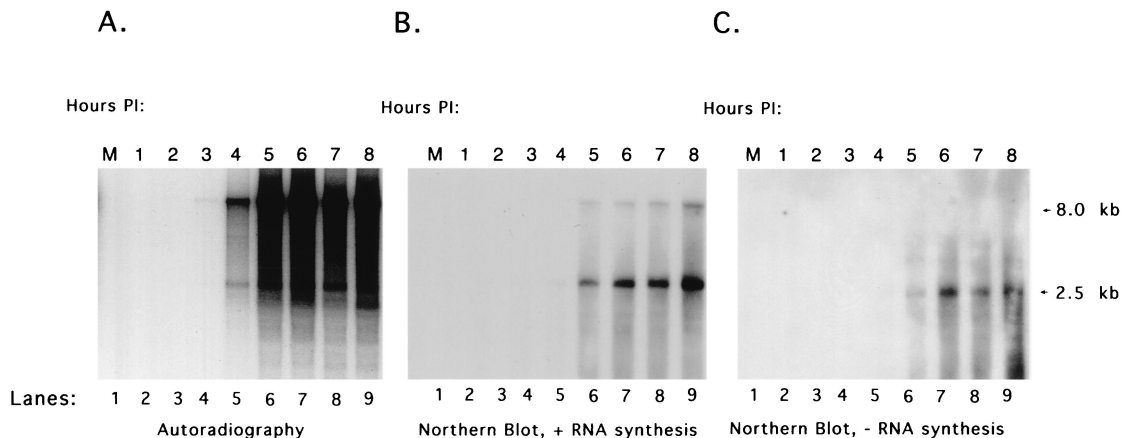 A. B. C.
Hours PI: Hours PI: Hours PI:
M 1 2 3 4 5 6 7 8 M 1 2 3 4 5 6 7 8 M 1 2 3 4 5 6 7 8
8.0 kb
2.5 kb
Lanes: 1 2 3 4 5 6 7 8 9 1 2 3 4 5 6 7 8 9 1 2 3 4 5 6 7 8 9
Autoradiography Northern Blot, + RNA synthesis Northern Blot, - RNA synthesis